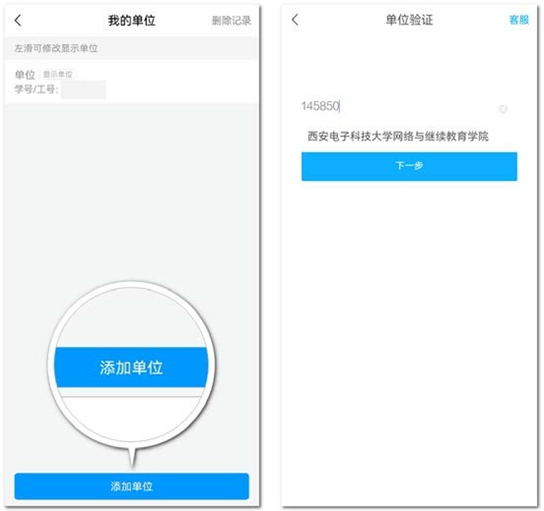 我的单位
删除记录
左滑可修改显示单位
单位 显示单位
学号/工号:
添加单位
添加单位
单位验证
客服
145850
西安电子科技大学网络与继续教育学院
下一步